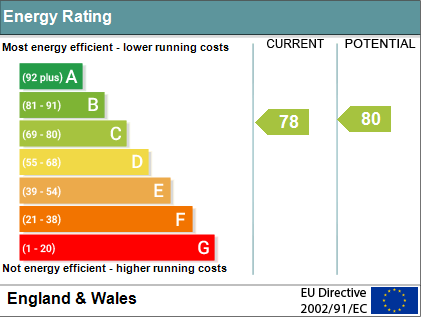 Energy Rating
CURRENT POTENTIAL
Most energy efficient - lower running costs
(92 plus) A
(81 - 91) B
(69 - 80) C
78 80
(55 - 68) D
(39 - 54) E
(21 - 38) F
(1 - 20) G
Not energy efficient - higher running costs
England & Wales
EU Directive
2002/91/EC